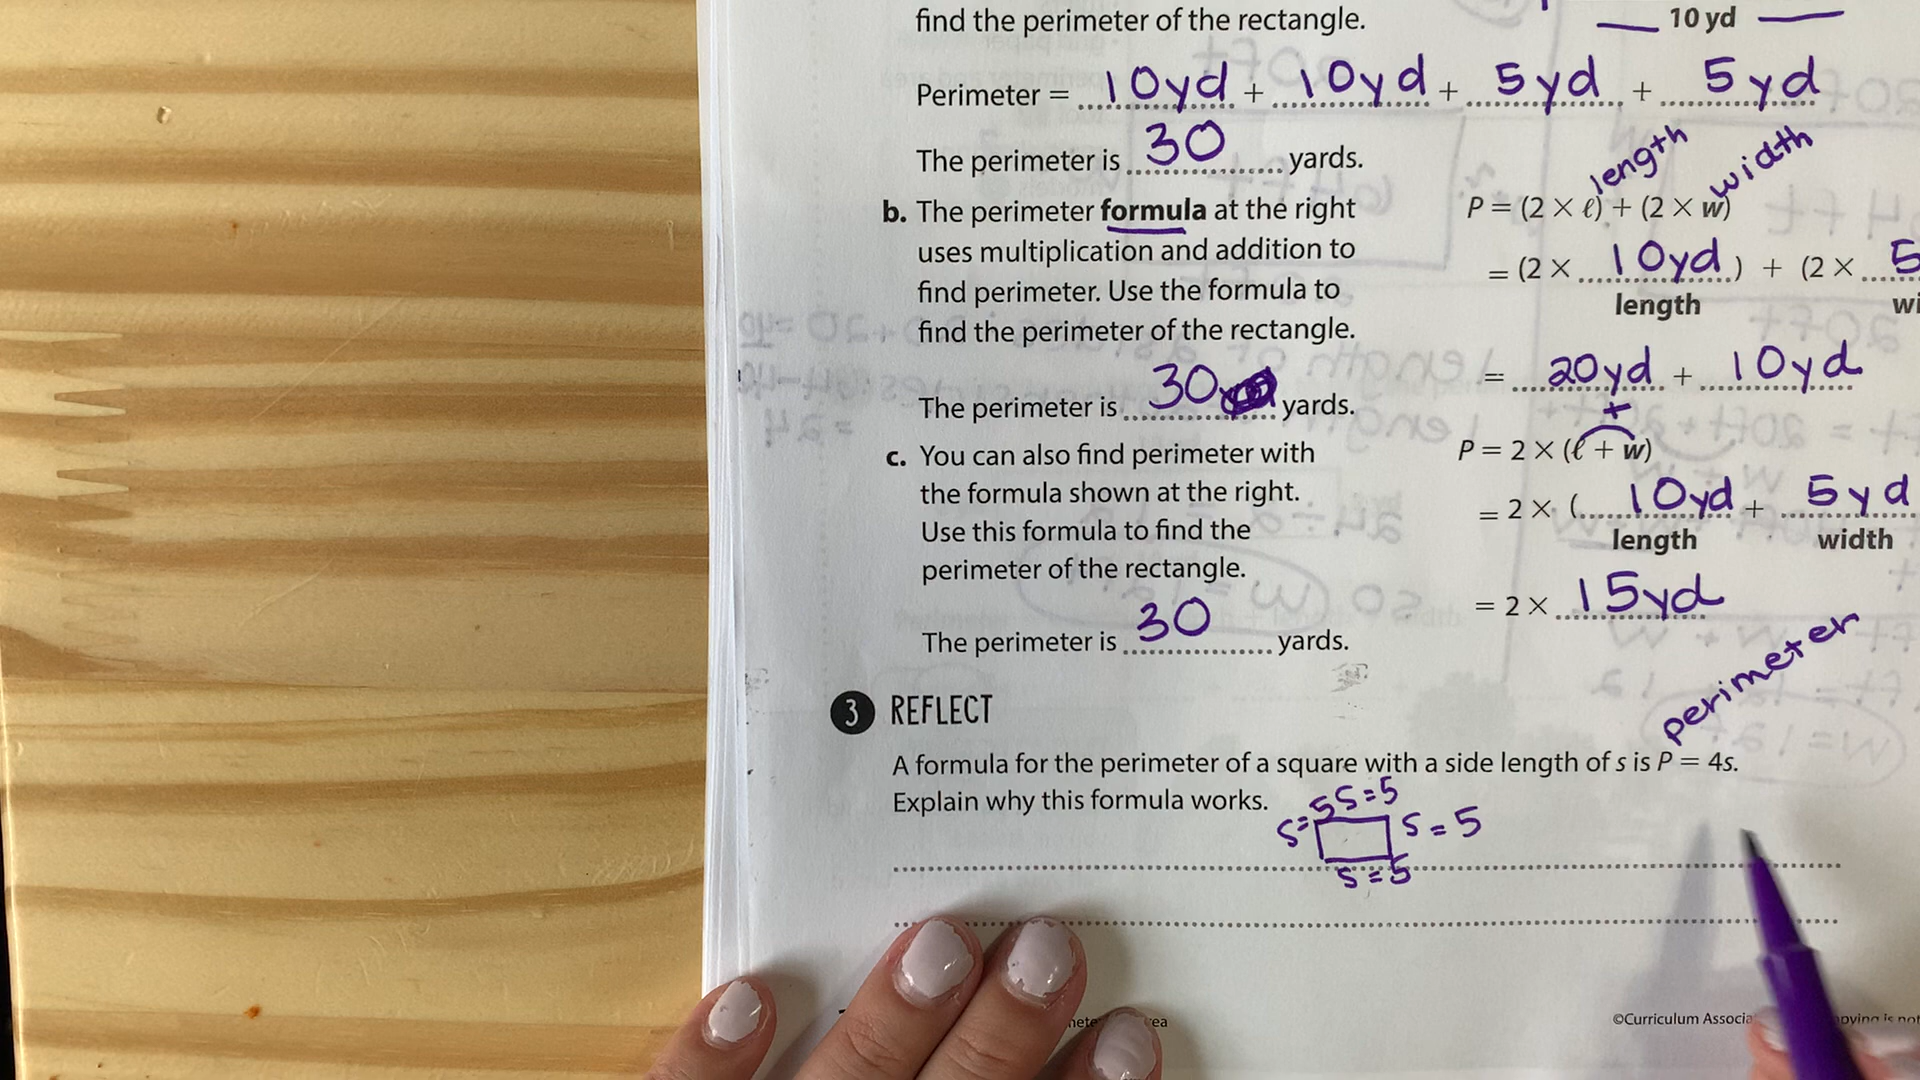 find the perimeter of the rectangle.
10 yd
Perimeter = 10yd + 10yd + 5yd + 5yd
The perimeter is 30 yards.
length width
b. The perimeter formula at the right
uses multiplication and addition to
find perimeter. Use the formula to
find the perimeter of the rectangle.
P = (2 × ℓ) + (2 × w)
= (2 × 10yd) + (2 × 5
length wi
= 20yd + 10yd
The perimeter is 30 yards.
+
c. You can also find perimeter with
the formula shown at the right.
Use this formula to find the
perimeter of the rectangle.
P = 2 × (ℓ + w)
= 2 × (10yd + 5yd
length width
= 2 × 15yd
The perimeter is 30 yards.
perimeter
3 REFLECT
A formula for the perimeter of a square with a side length of s is P = 4s.
Explain why this formula works.
s=5 s=5
s=5
s=5
©Curriculum Associa